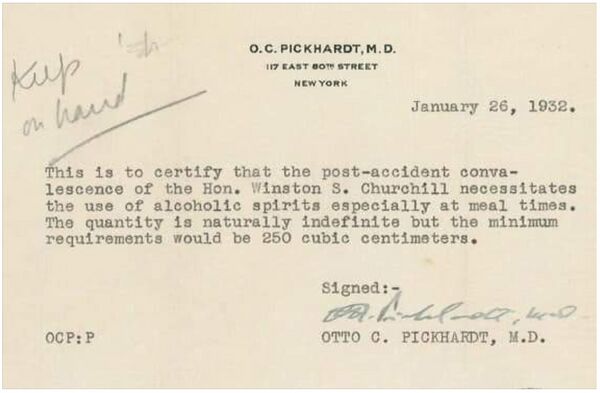 Keep
on hand
O. C. PICKHARDT, M. D.
117 EAST 80TH STREET
NEW YORK
January 26, 1932.
This is to certify that the post-accident conva-
lescence of the Hon. Winston S. Churchill necessitates
the use of alcoholic spirits especially at meal times.
The quantity is naturally indefinite but the minimum
requirements would be 250 cubic centimeters.
Signed:-
OCP:P
OTTO C. PICKHARDT, M.D.